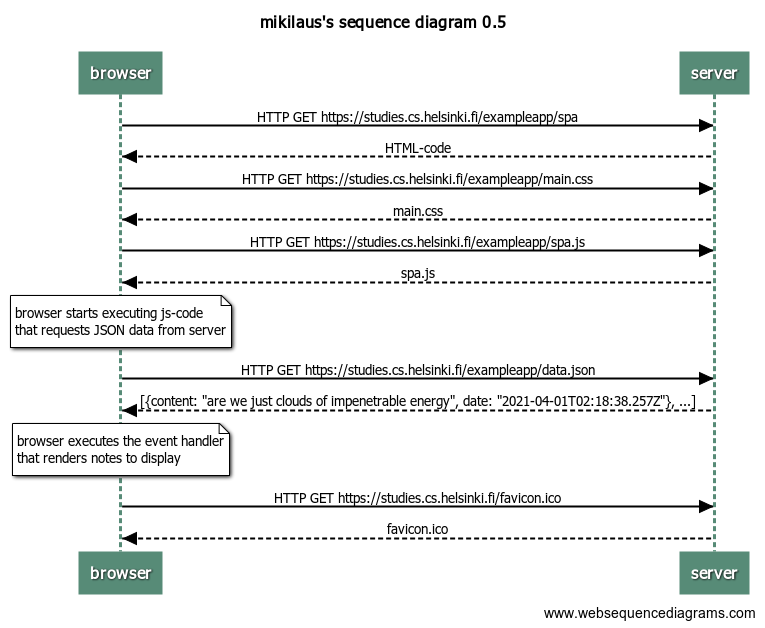 mikilaus's sequence diagram 0.5
browser
server
HTTP GET https://studies.cs.helsinki.fi/exampleapp/spa
HTML-code
HTTP GET https://studies.cs.helsinki.fi/exampleapp/main.css
main.css
HTTP GET https://studies.cs.helsinki.fi/exampleapp/spa.js
spa.js
browser starts executing js-code
that requests JSON data from server
HTTP GET https://studies.cs.helsinki.fi/exampleapp/data.json
[{content: "are we just clouds of impenetrable energy", date: "2021-04-01T02:18:38.257Z"}, ...]
browser executes the event handler
that renders notes to display
HTTP GET https://studies.cs.helsinki.fi/favicon.ico
favicon.ico
browser
server
www.websequencediagrams.com